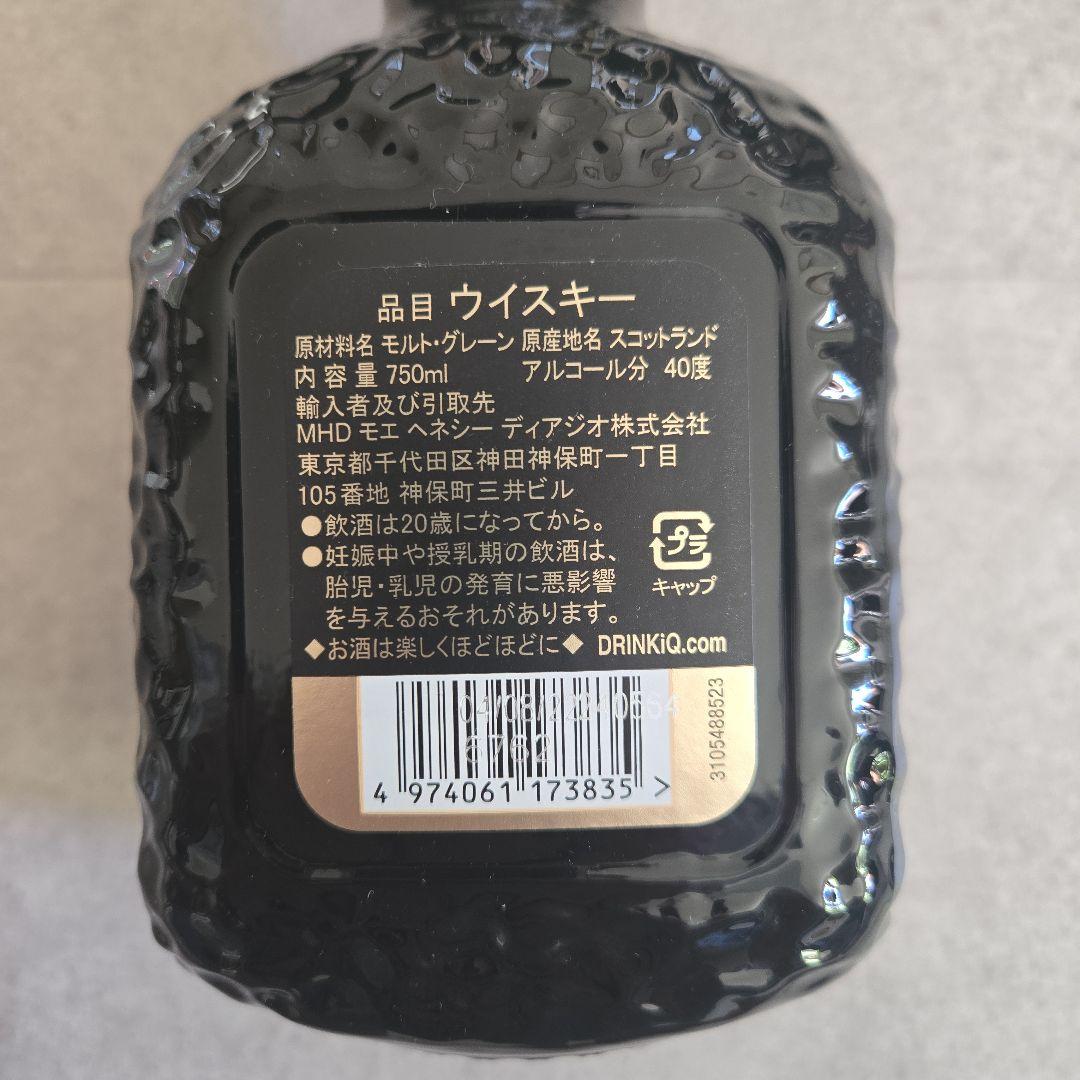 品目 ウイスキー
原材料名 モルト・グレーン 原産地名 スコットランド
内容量 750ml アルコール分 40度
輸入者及び引取先
MHD モエ ヘネシー ディアジオ株式会社
東京都千代田区神田神保町一丁目
105番地 神保町三井ビル
●飲酒は20歳になってから。
●妊娠中や授乳期の飲酒は、
胎児・乳児の発育に悪影響
を与えるおそれがあります。
プラ
キャップ
◆お酒は楽しくほどほどに◆ DRINKiQ.com
6762
4 974061 173835 >
3105488523